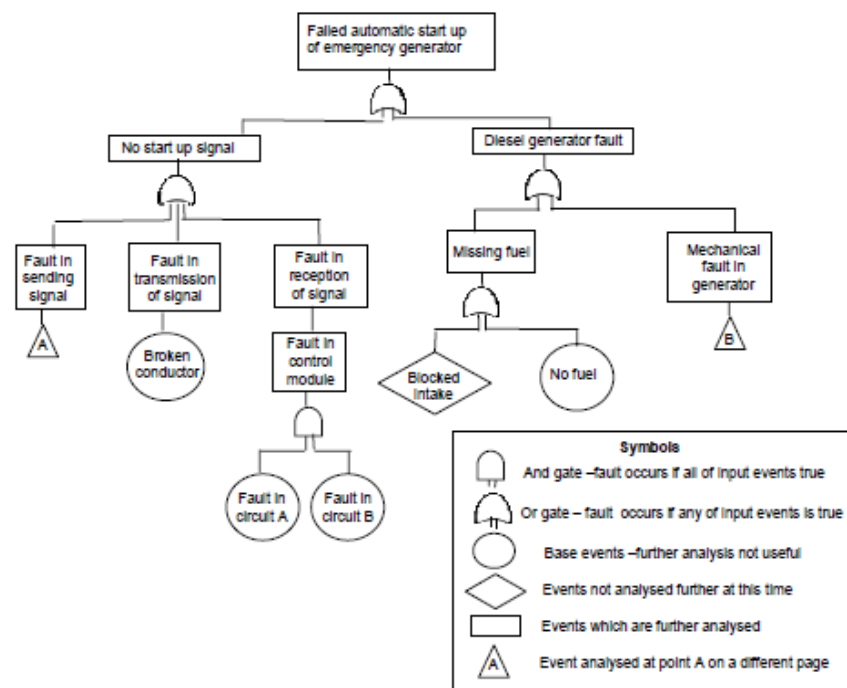 Failed automatic start up
of emergency generator
No start up signal
Diesel generator fault
Fault in
sending
signal
Fault in
transmission
of signal
Fault in
reception
of signal
Missing fuel
Mechanical
fault in
generator
A
Broken
conductor
Fault in
control
module
Blocked
intake
No fuel
B
Fault in
circuit A
Fault in
circuit B
Symbols
And gate –fault occurs if all of input events true
Or gate – fault occurs if any of input events is true
Base events –further analysis not useful
Events not analysed further at this time
Events which are further analysed
A
Event analysed at point A on a different page